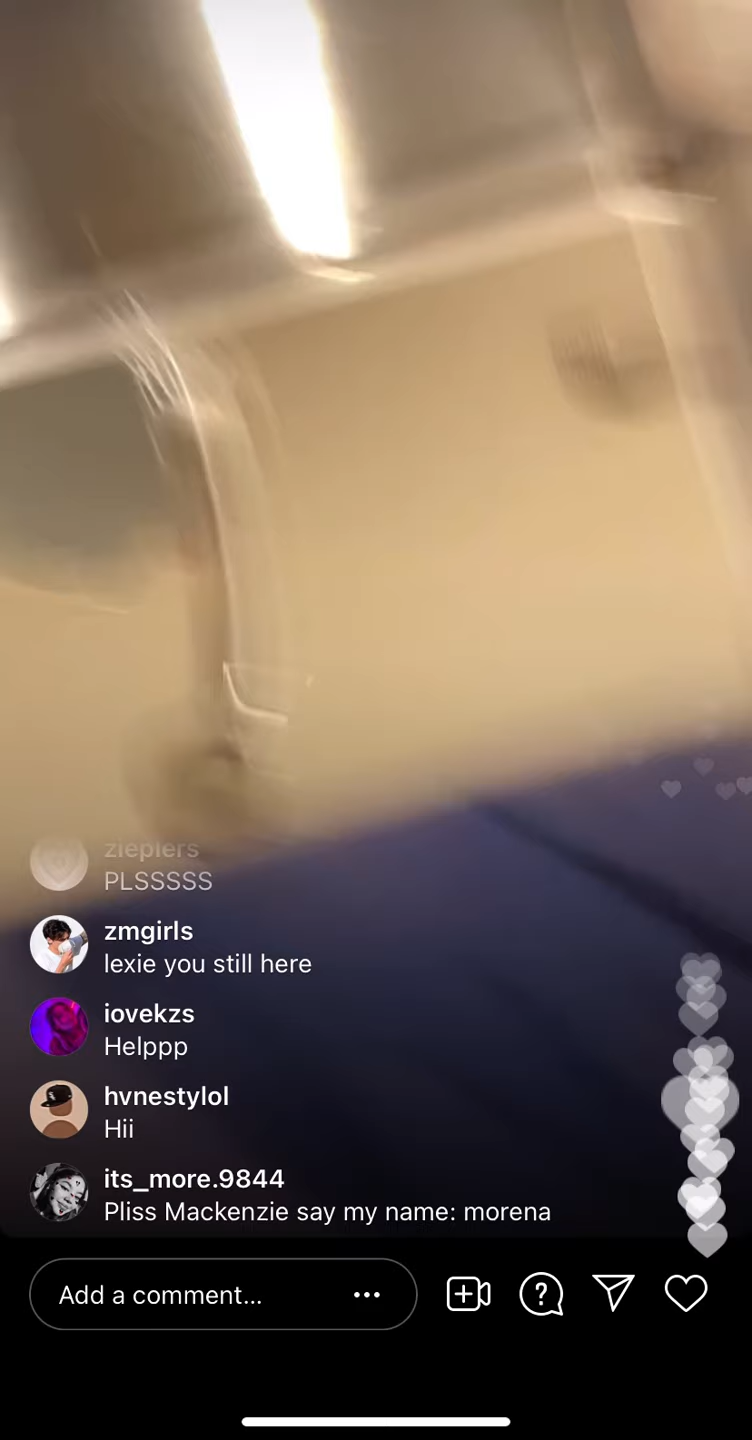 zieplers
PLSSSSS
zmgirls
lexie you still here
iovekzs
Helppp
hvnestylol
Hii
its_more.9844
Pliss Mackenzie say my name: morena
Add a comment...